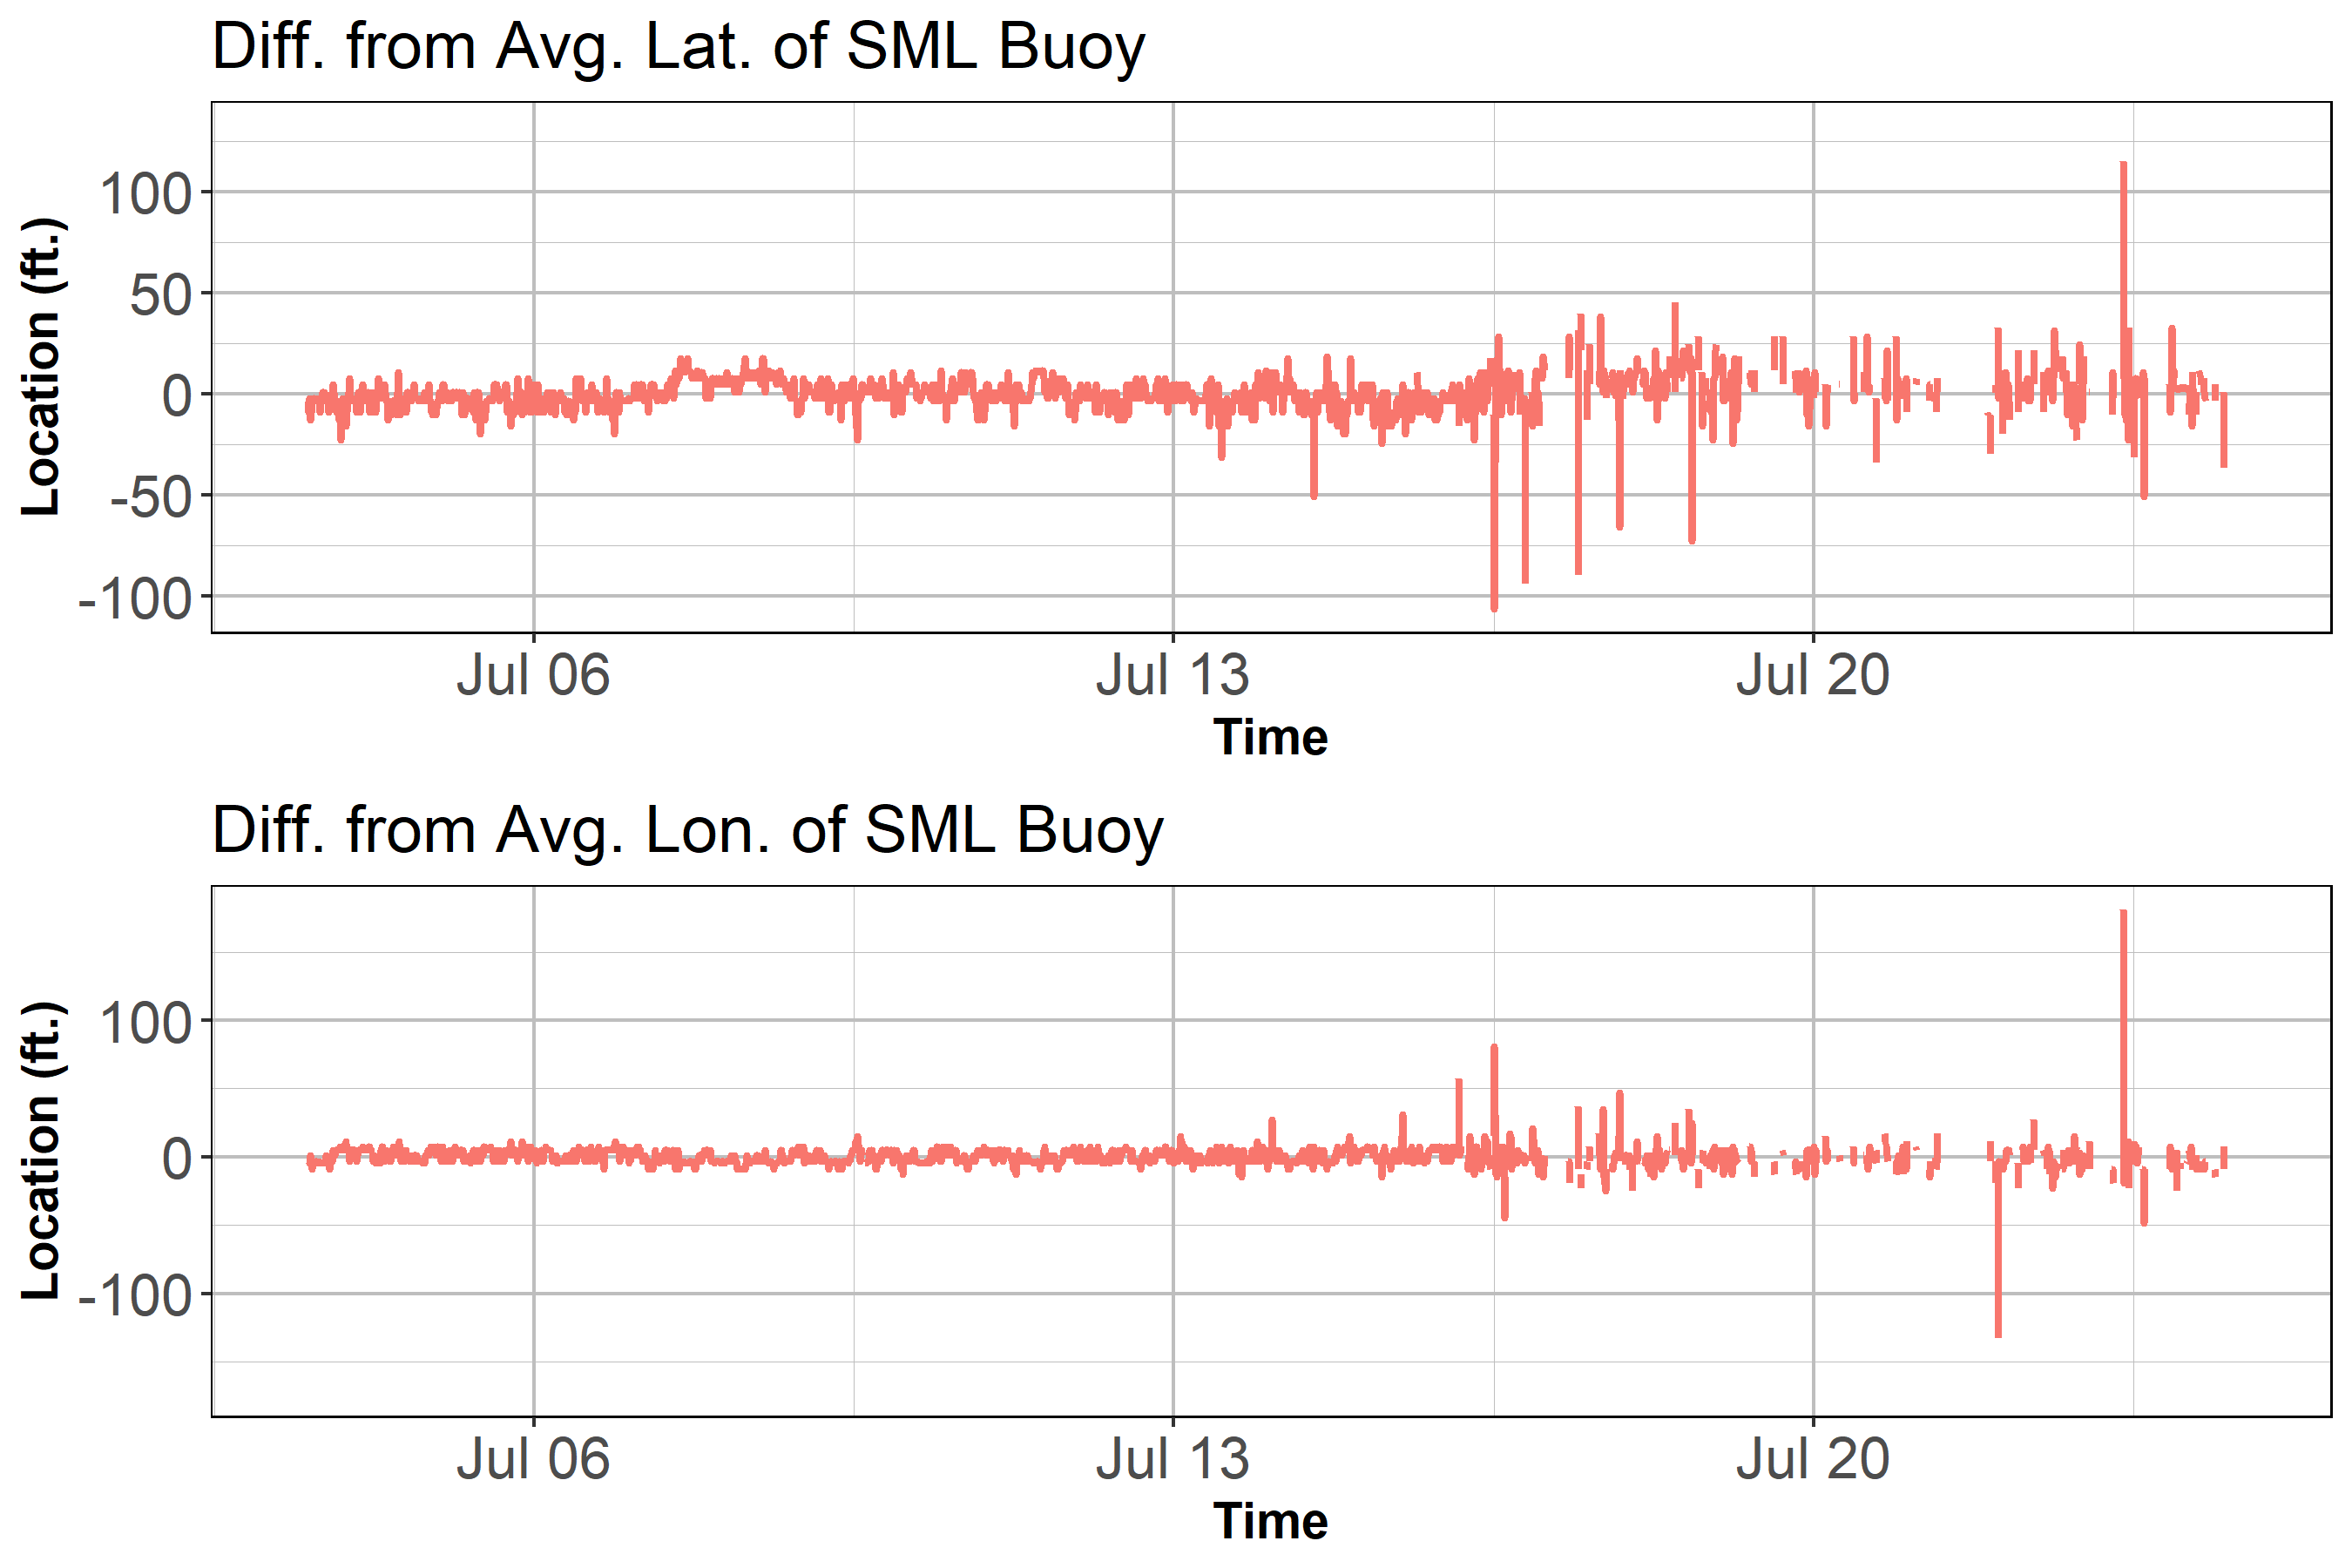 Diff. from Avg. Lat. of SML Buoy
Location (ft.)
100
50
0
-50
-100
Jul 06 Jul 13 Jul 20
Time
Diff. from Avg. Lon. of SML Buoy
Location (ft.)
100
0
-100
Jul 06 Jul 13 Jul 20
Time